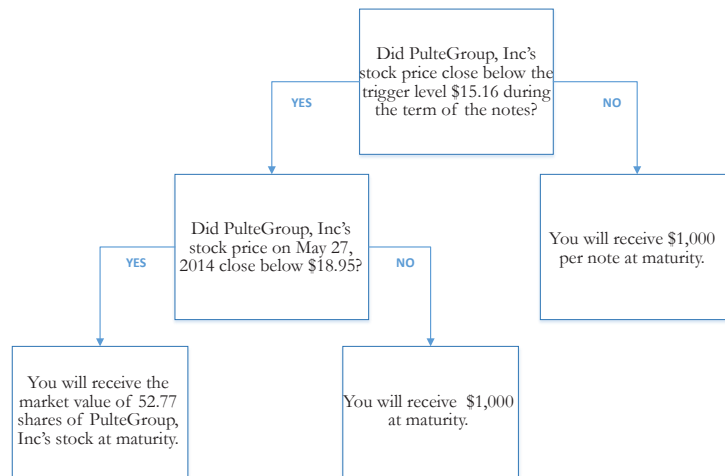 Did PulteGroup, Inc's
stock price close below the
trigger level $15.16 during
the term of the notes?
YES
NO
Did PulteGroup, Inc's
stock price on May 27,
2014 close below $18.95?
You will receive $1,000
per note at maturity.
YES
NO
You will receive the
market value of 52.77
shares of PulteGroup,
Inc's stock at maturity.
You will receive $1,000
at maturity.